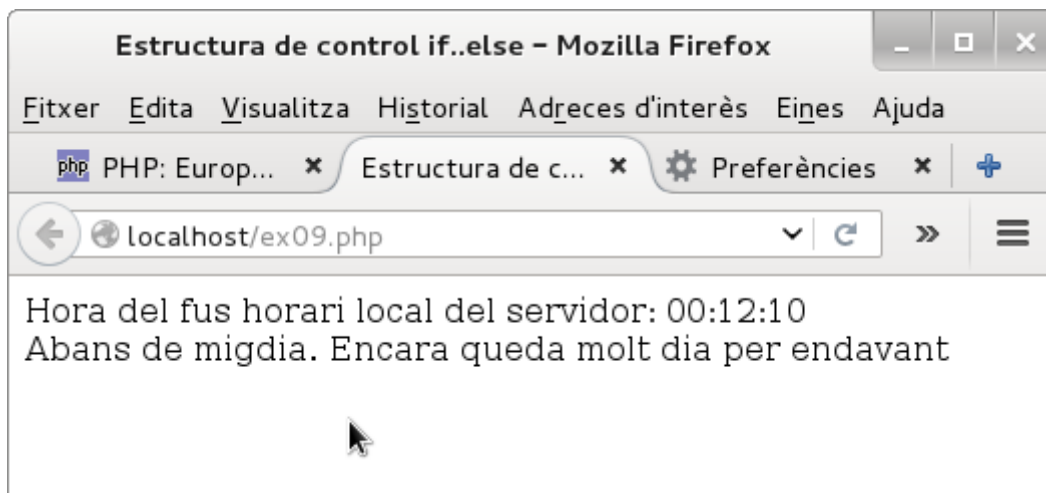 Estructura de control if..else – Mozilla Firefox
Fitxer Edita Visualitza Historial Adreces d'interès Eines Ajuda
php PHP: Europ... Estructura de c... Preferències
localhost/ex09.php
Hora del fus horari local del servidor: 00:12:10
Abans de migdia. Encara queda molt dia per endavant